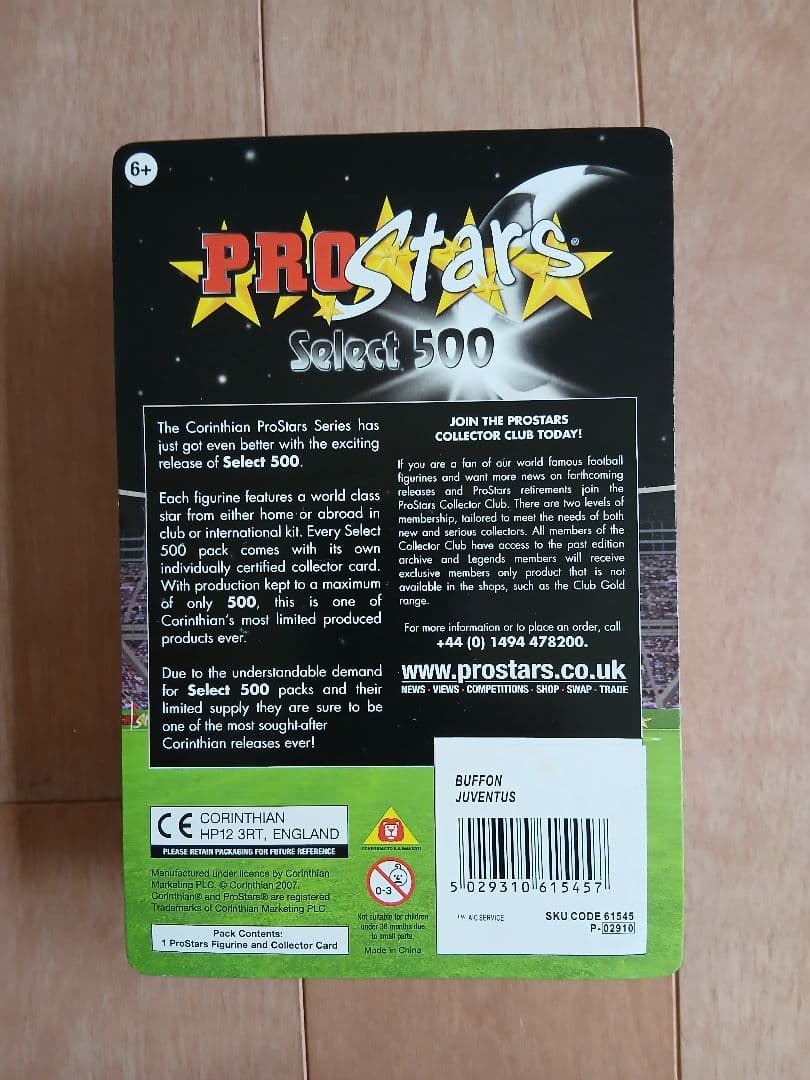 6+
PROStars®
Select 500
The Corinthian ProStars Series has
just got even better with the exciting
release of Select 500.
Each figurine features a world class
star from either home or abroad in
club or international kit. Every Select
500 pack comes with its own
individually certified collector card.
With production kept to a maximum
of only 500, this is one of
Corinthian's most limited produced
products ever.
Due to the understandable demand
for Select 500 packs and their
limited supply they are sure to be
one of the most sought-after
Corinthian releases ever!
JOIN THE PROSTARS
COLLECTOR CLUB TODAY!
If you are a fan of our world famous football
figurines and want more news on forthcoming
releases and ProStars retirements join the
ProStars Collector Club. There are two levels of
membership, tailored to meet the needs of both
new and serious collectors. All members of the
Collector Club have access to the past edition
archive and Legends members will receive
exclusive members only product that is not
available in the shops, such as the Club Gold
range.
For more information or to place an order, call
+44 (0) 1494 478200.
www.prostars.co.uk
NEWS - VIEWS - COMPETITIONS - SHOP - SWAP - TRADE
CE CORINTHIAN
HP12 3RT, ENGLAND
PLEASE RETAIN PACKAGING FOR FUTURE REFERENCE
Manufactured under licence by Corinthian
Marketing PLC. © Corinthian 2007.
Corinthian® and ProStars® are registered
Trademarks of Corinthian Marketing PLC.
Pack Contents:
1 ProStars Figurine and Collector Card
0-3
Not suitable for children
under 36 months due
to small parts.
Made in China
BUFFON
JUVENTUS
5 029310 615457
™ A|C SERVICE
SKU CODE 61545
P-02910